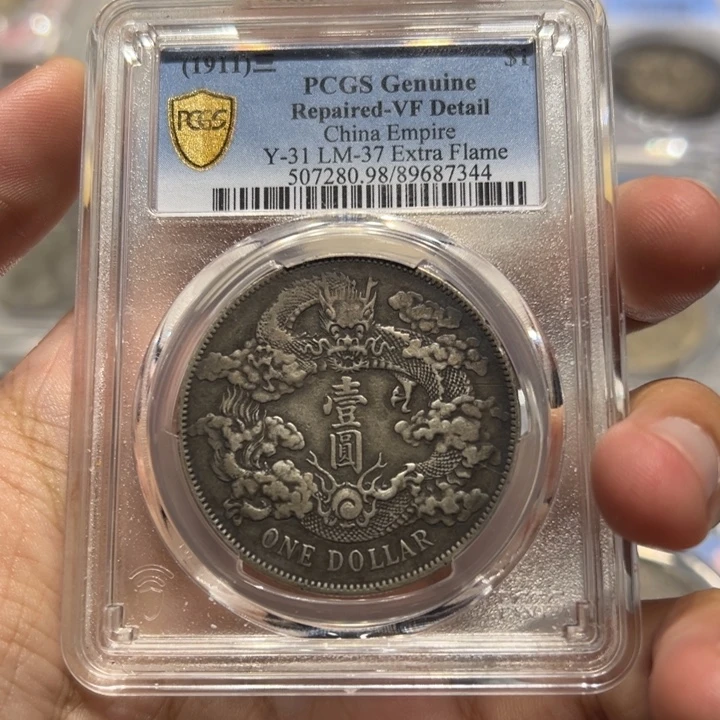 (1911)三 $1
PCGS Genuine
Repaired-VF Detail
China Empire
Y-31 LM-37 Extra Flame
507280.98/89687344
PCGS
壹
圓
ONE DOLLAR